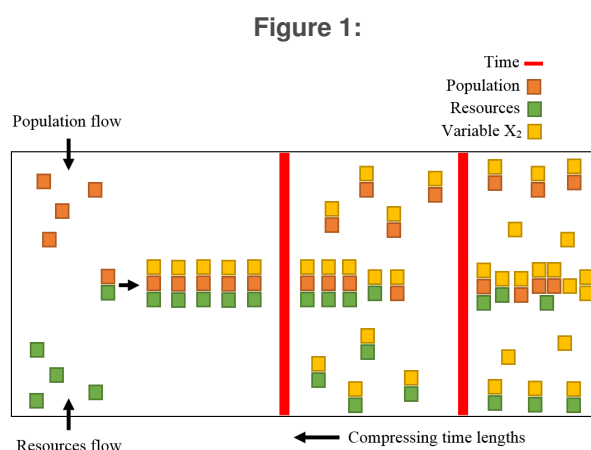 Figure 1:
Time
Population
Resources
Variable X₂
Population flow
Resources flow
Compressing time lengths